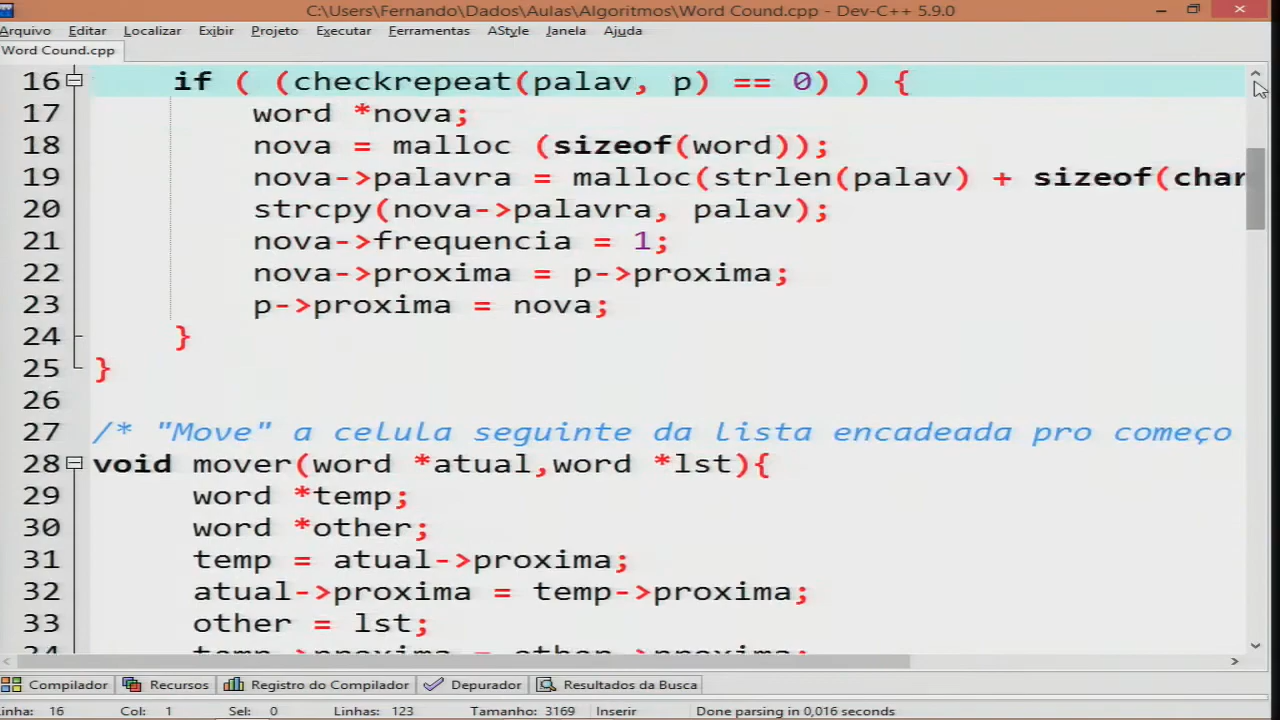 C:\Users\Fernando\Dados\Aulas\Algoritmos\Word Cound.cpp - Dev-C++ 5.9.0
Arquivo Editar Localizar Exibir Projeto Executar Ferramentas AStyle Janela Ajuda
Word Cound.cpp
16 if ( (checkrepeat(palav, p) == 0) ) {
17 word *nova;
18 nova = malloc (sizeof(word));
19 nova->palavra = malloc(strlen(palav) + sizeof(char
20 strcpy(nova->palavra, palav);
21 nova->frequencia = 1;
22 nova->proxima = p->proxima;
23 p->proxima = nova;
24 }
25 }
26
27 /* "Move" a celula seguinte da lista encadeada pro começo
28 void mover(word *atual,word *lst){
29 word *temp;
30 word *other;
31 temp = atual->proxima;
32 atual->proxima = temp->proxima;
33 other = lst;
34 temp->proxima = other->proxima;
Compilador Recursos Registro do Compilador Depurador Resultados da Busca
Linha: 16 Col: 1 Sel: 0 Linhas: 123 Tamanho: 3169 Inserir Done parsing in 0,016 seconds